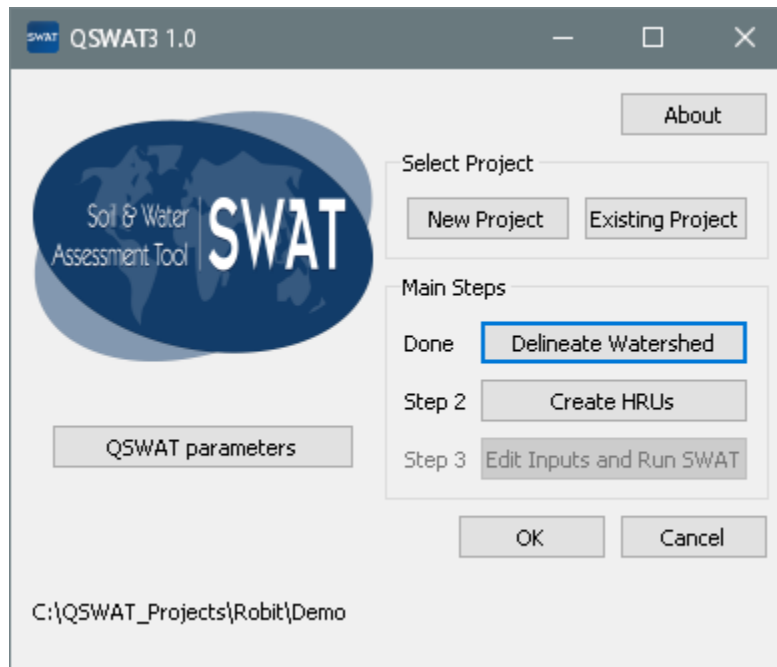 SWAT QSWAT3 1.0
About
Select Project
New Project Existing Project
Soil & Water
Assessment Tool
SWAT
Main Steps
Done Delineate Watershed
Step 2 Create HRUs
QSWAT parameters
Step 3 Edit Inputs and Run SWAT
OK Cancel
C:\QSWAT_Projects\Robit\Demo